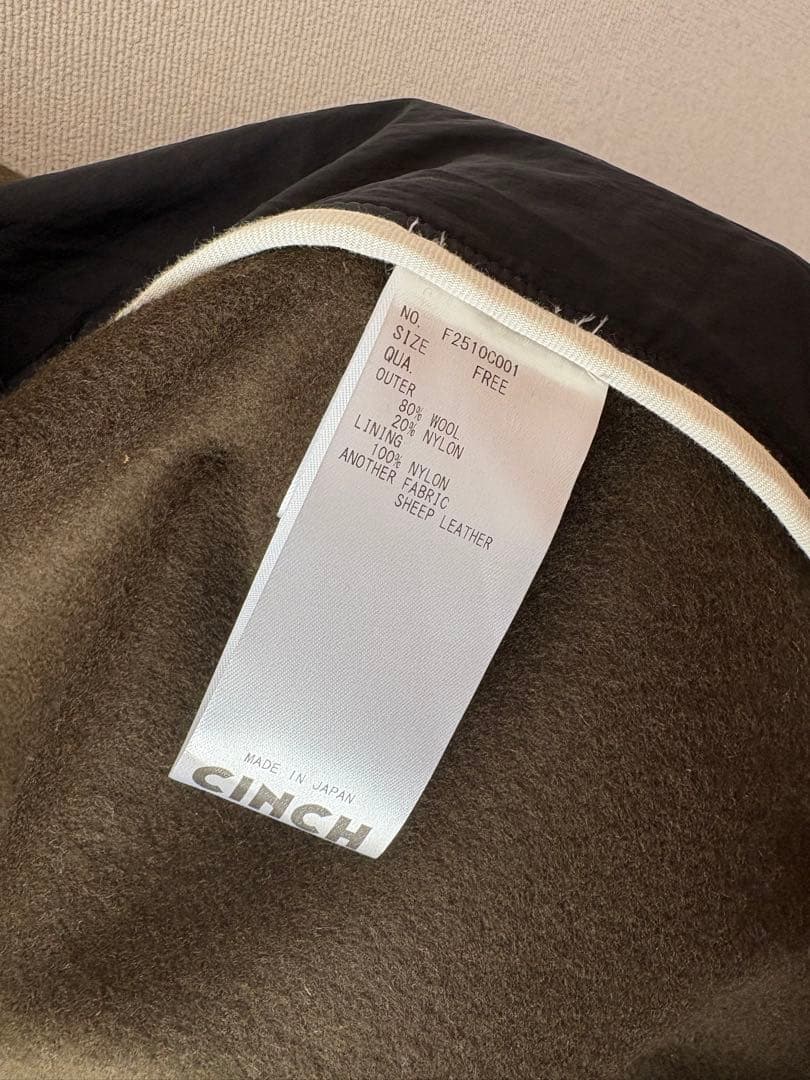 NO. F2510C001
SIZE FREE
QUA.
OUTER
80% WOOL
20% NYLON
LINING
100% NYLON
ANOTHER FABRIC
SHEEP LEATHER
MADE IN JAPAN
CINCH